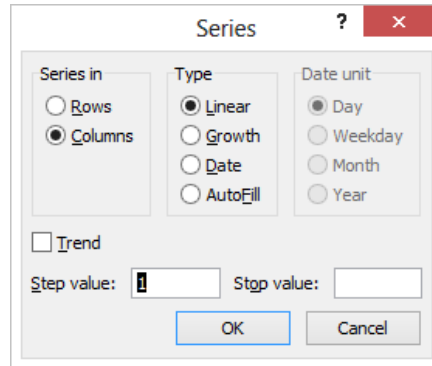 Series ? ×
Series in Type Date unit
Rows Linear Day
Columns Growth Weekday
Date Month
AutoFill Year
Trend
Step value: 1 Stop value:
OK Cancel